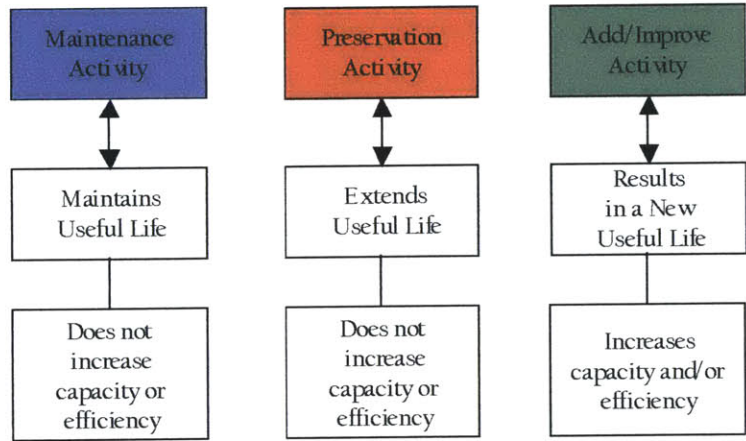 Maintenance
Activity
Preservation
Activity
Add/Improve
Activity
Maintains
Useful Life
Extends
Useful Life
Results
in a New
Useful Life
Does not
increase
capacity or
efficiency
Does not
increase
capacity or
efficiency
Increases
capacity and/or
efficiency